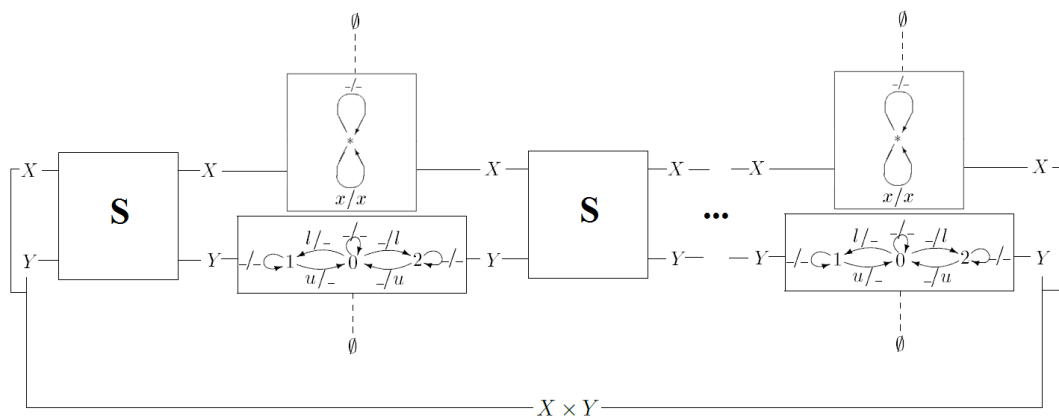 ∅ ∅
–/– –/–
* *
X X X X X X
S S
x/x x/x
...
–/– l/– –/– –/l –/– –/– l/– –/– –/l –/–
Y 1 0 2 Y Y Y Y 1 0 2 Y
u/– –/u u/– –/u
∅ ∅
X × Y